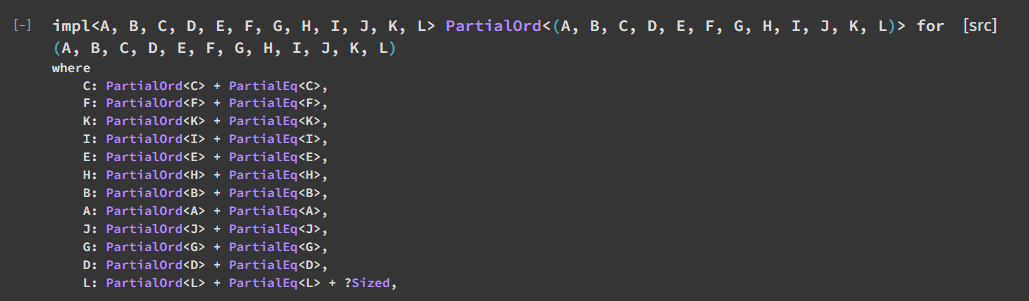 [-] impl<A, B, C, D, E, F, G, H, I, J, K, L> PartialOrd<(A, B, C, D, E, F, G, H, I, J, K, L)> for [src]
(A, B, C, D, E, F, G, H, I, J, K, L)
where
C: PartialOrd<C> + PartialEq<C>,
F: PartialOrd<F> + PartialEq<F>,
K: PartialOrd<K> + PartialEq<K>,
I: PartialOrd<I> + PartialEq<I>,
E: PartialOrd<E> + PartialEq<E>,
H: PartialOrd<H> + PartialEq<H>,
B: PartialOrd<B> + PartialEq<B>,
A: PartialOrd<A> + PartialEq<A>,
J: PartialOrd<J> + PartialEq<J>,
G: PartialOrd<G> + PartialEq<G>,
D: PartialOrd<D> + PartialEq<D>,
L: PartialOrd<L> + PartialEq<L> + ?Sized,